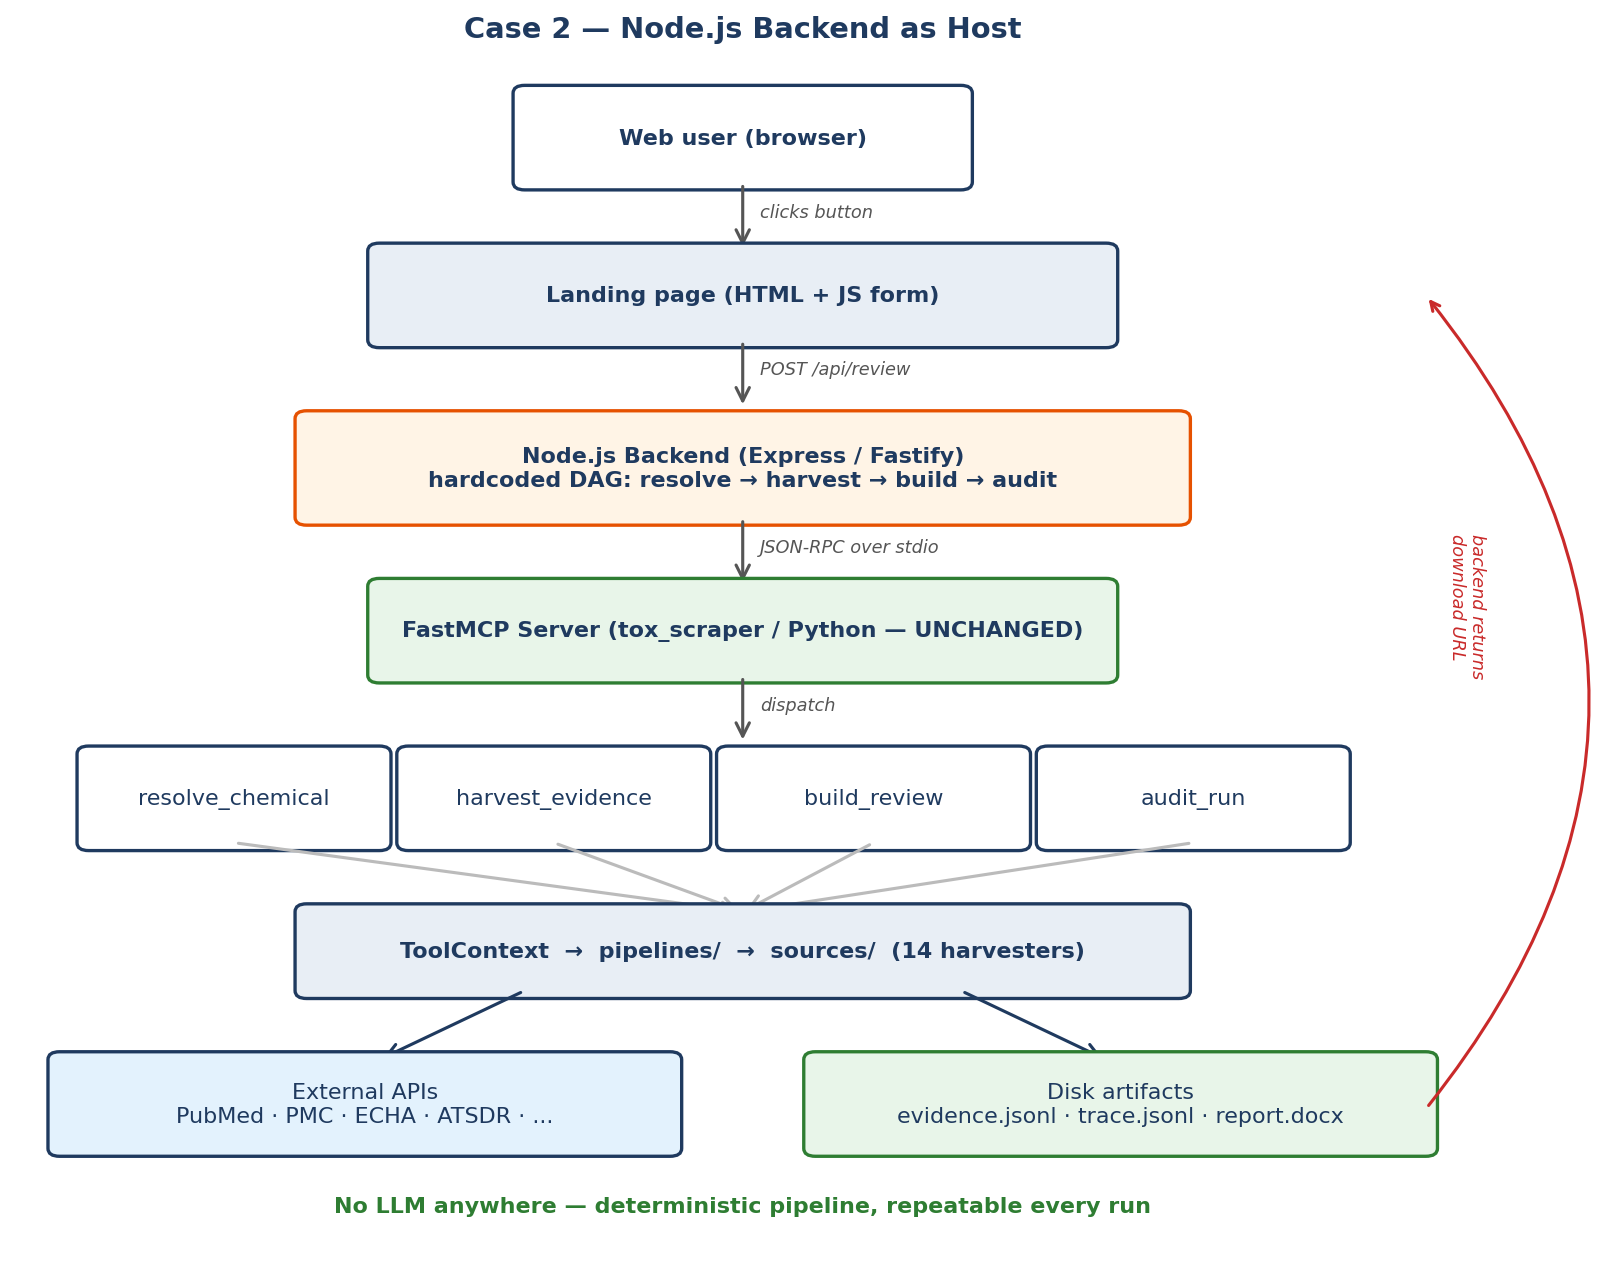 Case 2 — Node.js Backend as Host
Web user (browser)
clicks button
Landing page (HTML + JS form)
POST /api/review
Node.js Backend (Express / Fastify)
hardcoded DAG: resolve → harvest → build → audit
JSON-RPC over stdio
FastMCP Server (tox_scraper / Python — UNCHANGED)
dispatch
resolve_chemical
harvest_evidence
build_review
audit_run
ToolContext → pipelines/ → sources/ (14 harvesters)
External APIs
PubMed · PMC · ECHA · ATSDR · ...
Disk artifacts
evidence.jsonl · trace.jsonl · report.docx
backend returns
download URL
No LLM anywhere — deterministic pipeline, repeatable every run